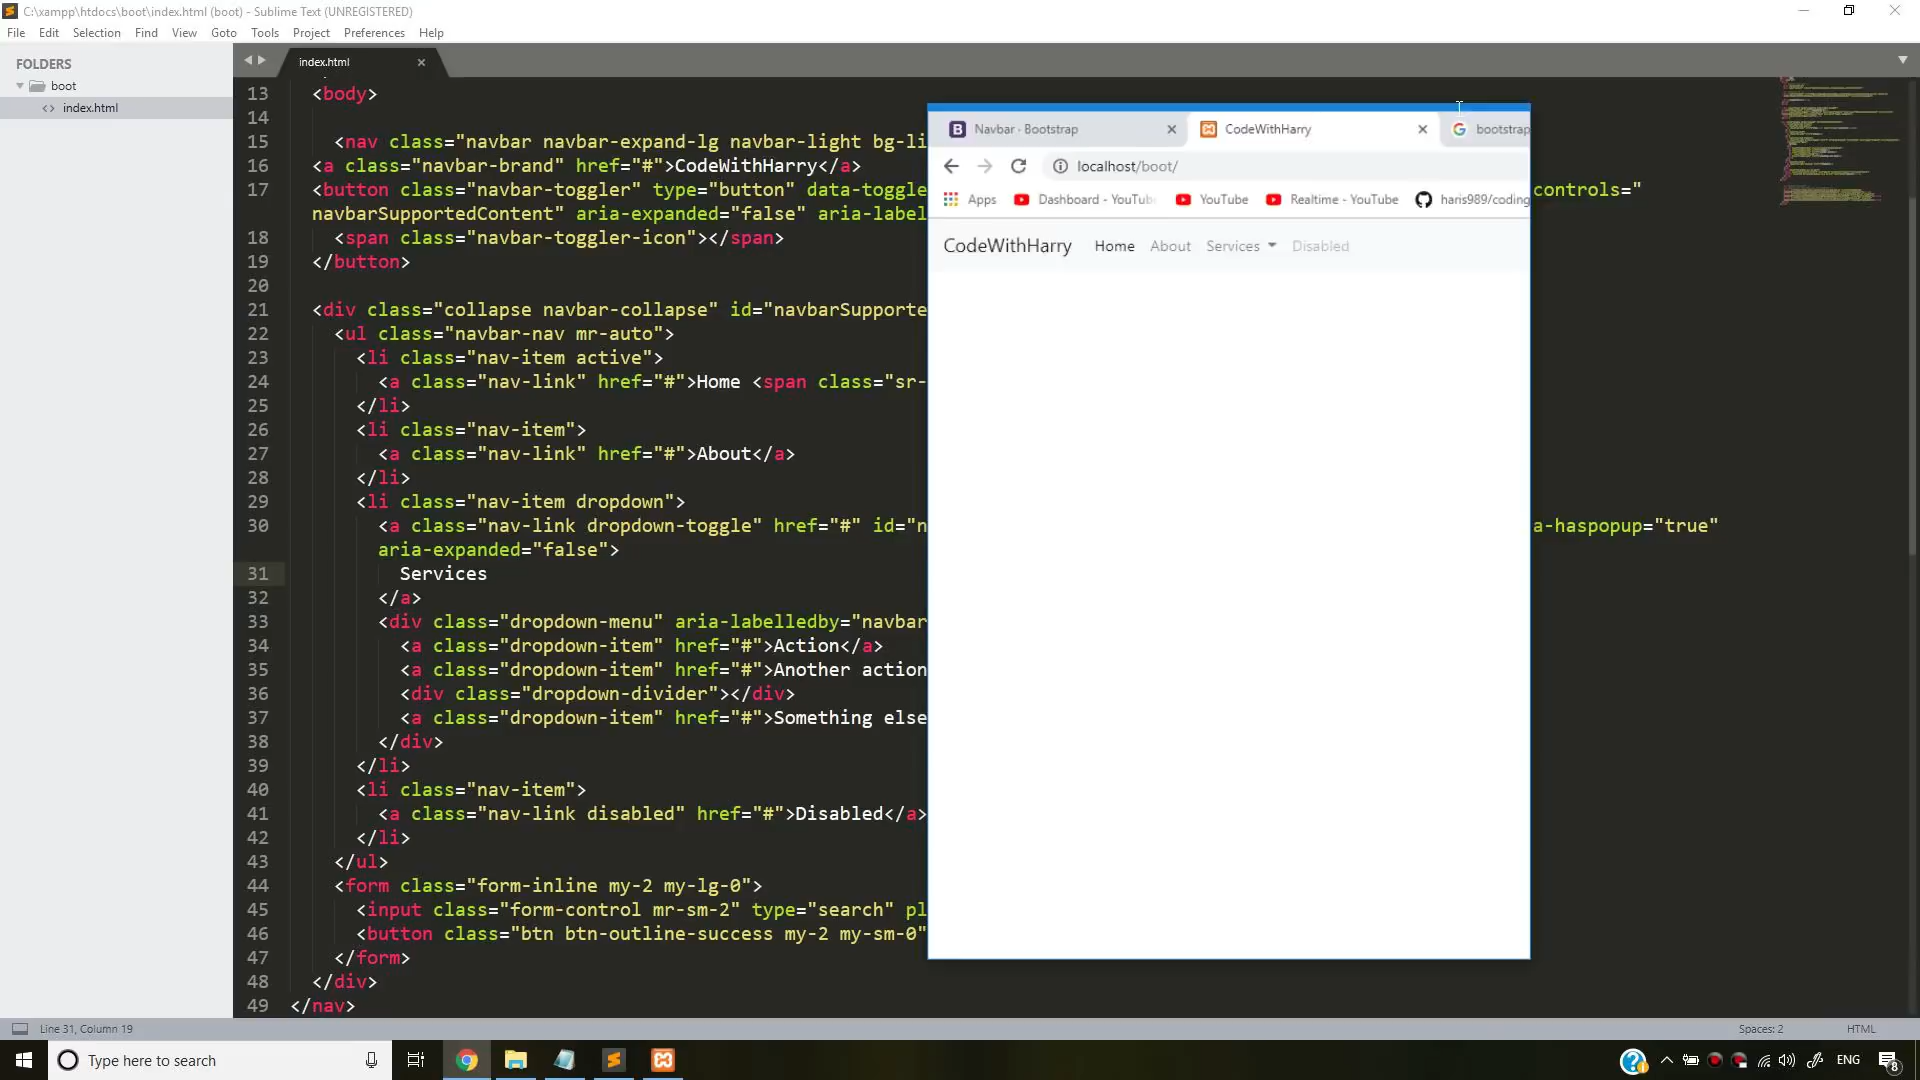 C:\xampp\htdocs\boot\index.html (boot) - Sublime Text (UNREGISTERED)
File Edit Selection Find View Goto Tools Project Preferences Help
FOLDERS
boot
<> index.html
index.html
13 <body>
14
15 <nav class="navbar navbar-expand-lg navbar-light bg-li
16 <a class="navbar-brand" href="#">CodeWithHarry</a>
17 <button class="navbar-toggler" type="button" data-toggle controls="
navbarSupportedContent" aria-expanded="false" aria-label
18 <span class="navbar-toggler-icon"></span>
19 </button>
20
21 <div class="collapse navbar-collapse" id="navbarSupporte
22 <ul class="navbar-nav mr-auto">
23 <li class="nav-item active">
24 <a class="nav-link" href="#">Home <span class="sr-
25 </li>
26 <li class="nav-item">
27 <a class="nav-link" href="#">About</a>
28 </li>
29 <li class="nav-item dropdown">
30 <a class="nav-link dropdown-toggle" href="#" id="n a-haspopup="true"
aria-expanded="false">
31 Services
32 </a>
33 <div class="dropdown-menu" aria-labelledby="navbar
34 <a class="dropdown-item" href="#">Action</a>
35 <a class="dropdown-item" href="#">Another action
36 <div class="dropdown-divider"></div>
37 <a class="dropdown-item" href="#">Something else
38 </div>
39 </li>
40 <li class="nav-item">
41 <a class="nav-link disabled" href="#">Disabled</a>
42 </li>
43 </ul>
44 <form class="form-inline my-2 my-lg-0">
45 <input class="form-control mr-sm-2" type="search" pl
46 <button class="btn btn-outline-success my-2 my-sm-0"
47 </form>
48 </div>
49 </nav>
Navbar · Bootstrap CodeWithHarry bootstrap
localhost/boot/
Apps Dashboard - YouTub YouTube Realtime - YouTube haris989/coding
CodeWithHarry Home About Services Disabled
Line 31, Column 19 Spaces: 2 HTML
Type here to search ENG 8